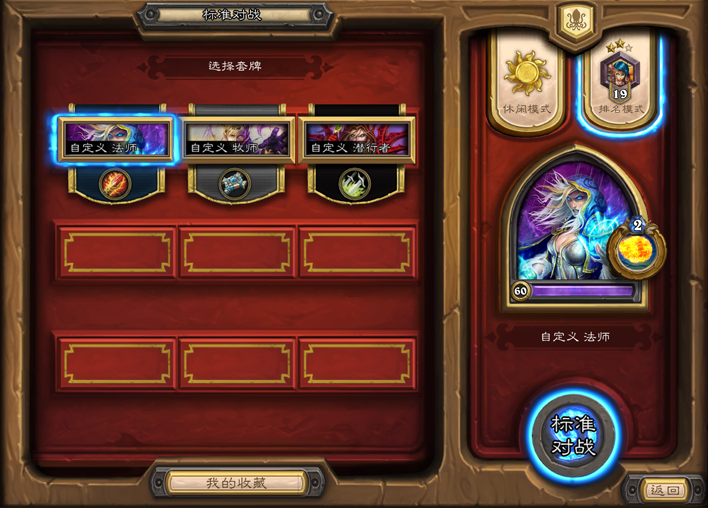 标准对战
选择套牌
自定义 法师
自定义 牧师
自定义 潜行者
我的收藏
休闲模式
19
排名模式
2
60
自定义 法师
标准
对战
返回